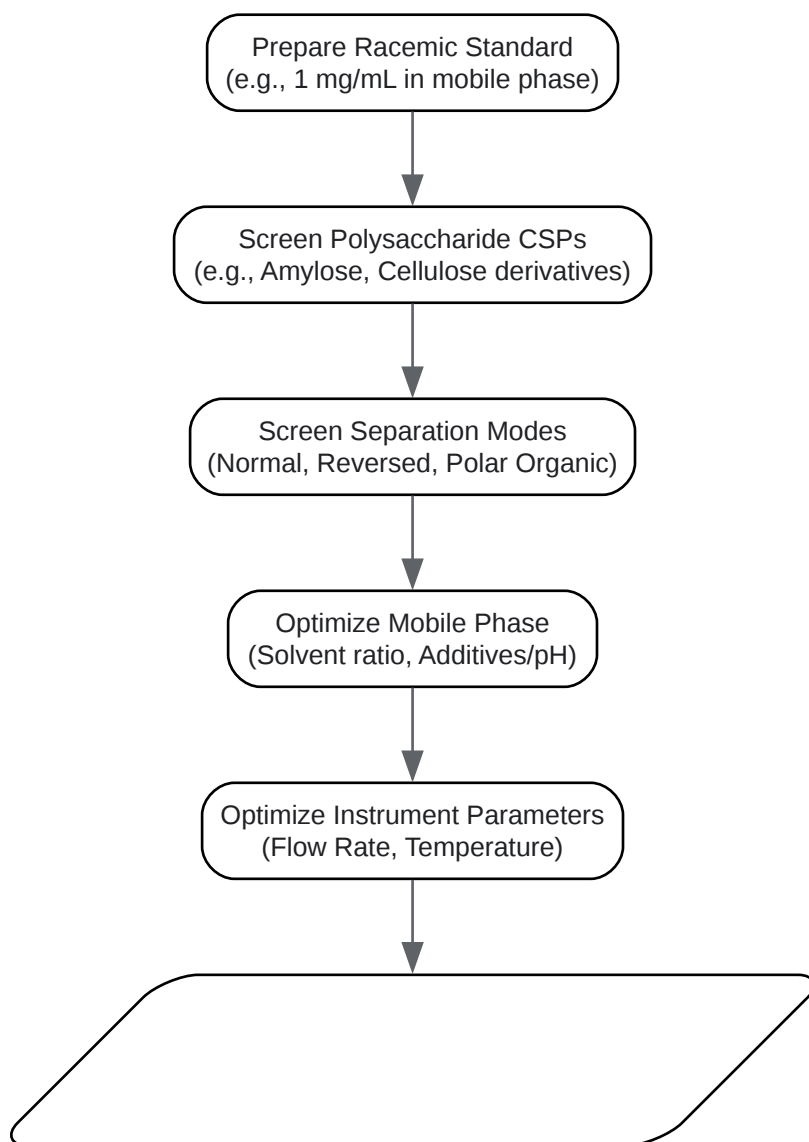 Prepare Racemic Standard
(e.g., 1 mg/mL in mobile phase)
Screen Polysaccharide CSPs
(e.g., Amylose, Cellulose derivatives)
Screen Separation Modes
(Normal, Reversed, Polar Organic)
Optimize Mobile Phase
(Solvent ratio, Additives/pH)
Optimize Instrument Parameters
(Flow Rate, Temperature)